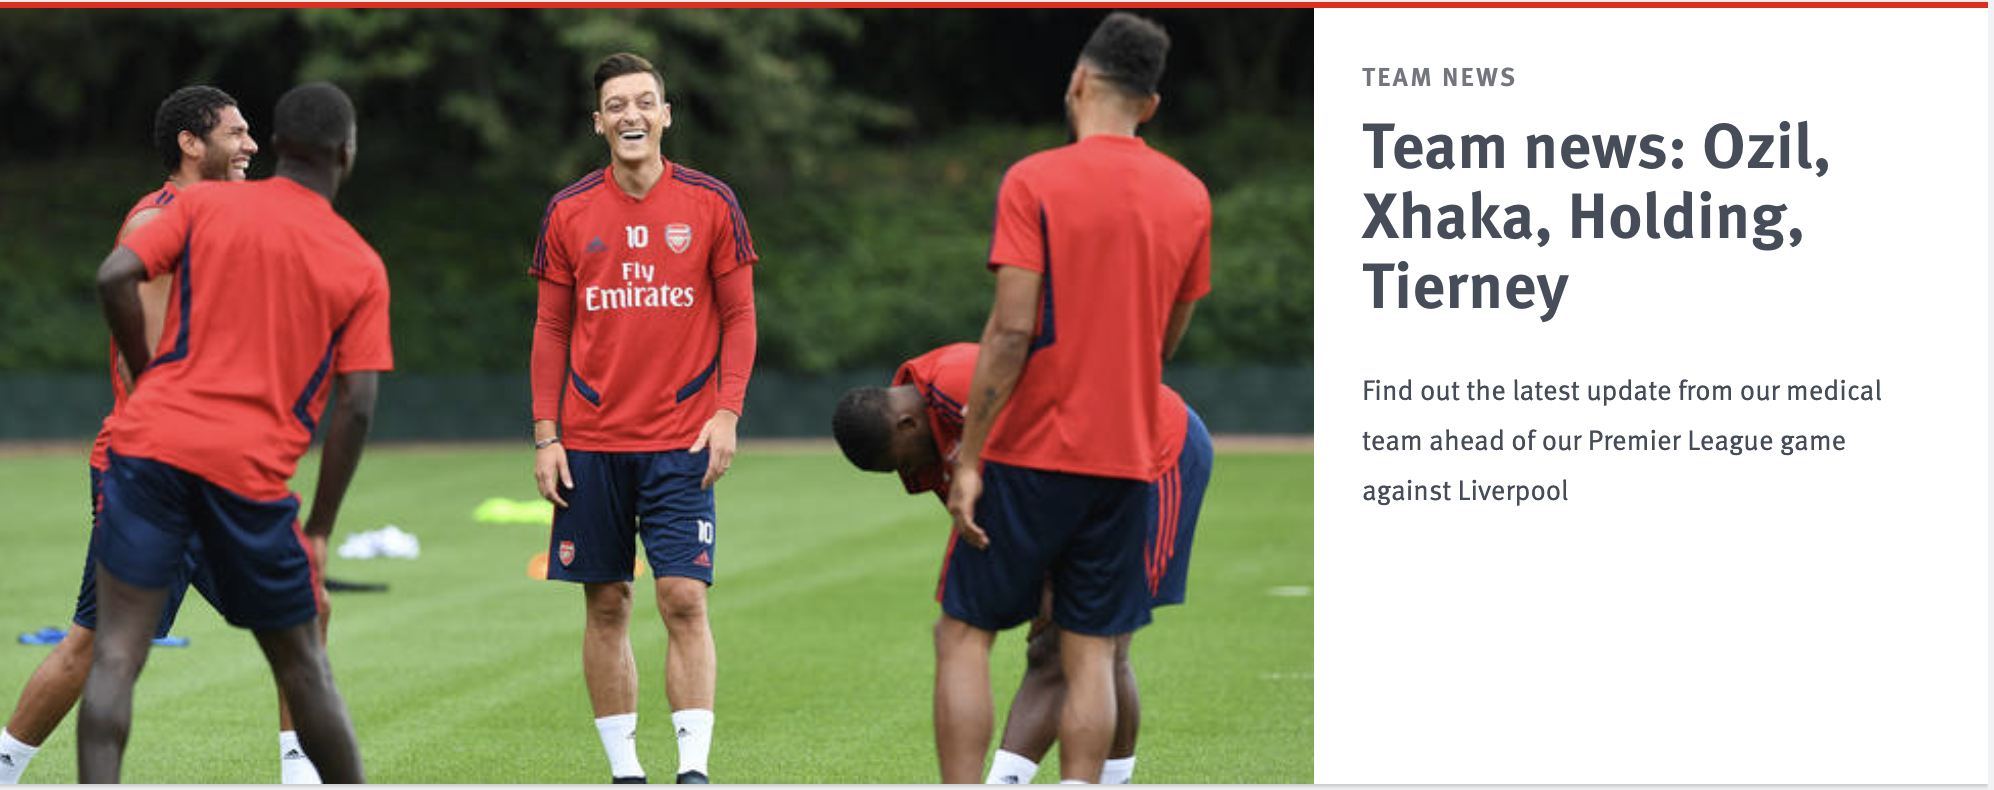 10
Fly
Emirates
10
TEAM NEWS
Team news: Ozil,
Xhaka, Holding,
Tierney
Find out the latest update from our medical
team ahead of our Premier League game
against Liverpool